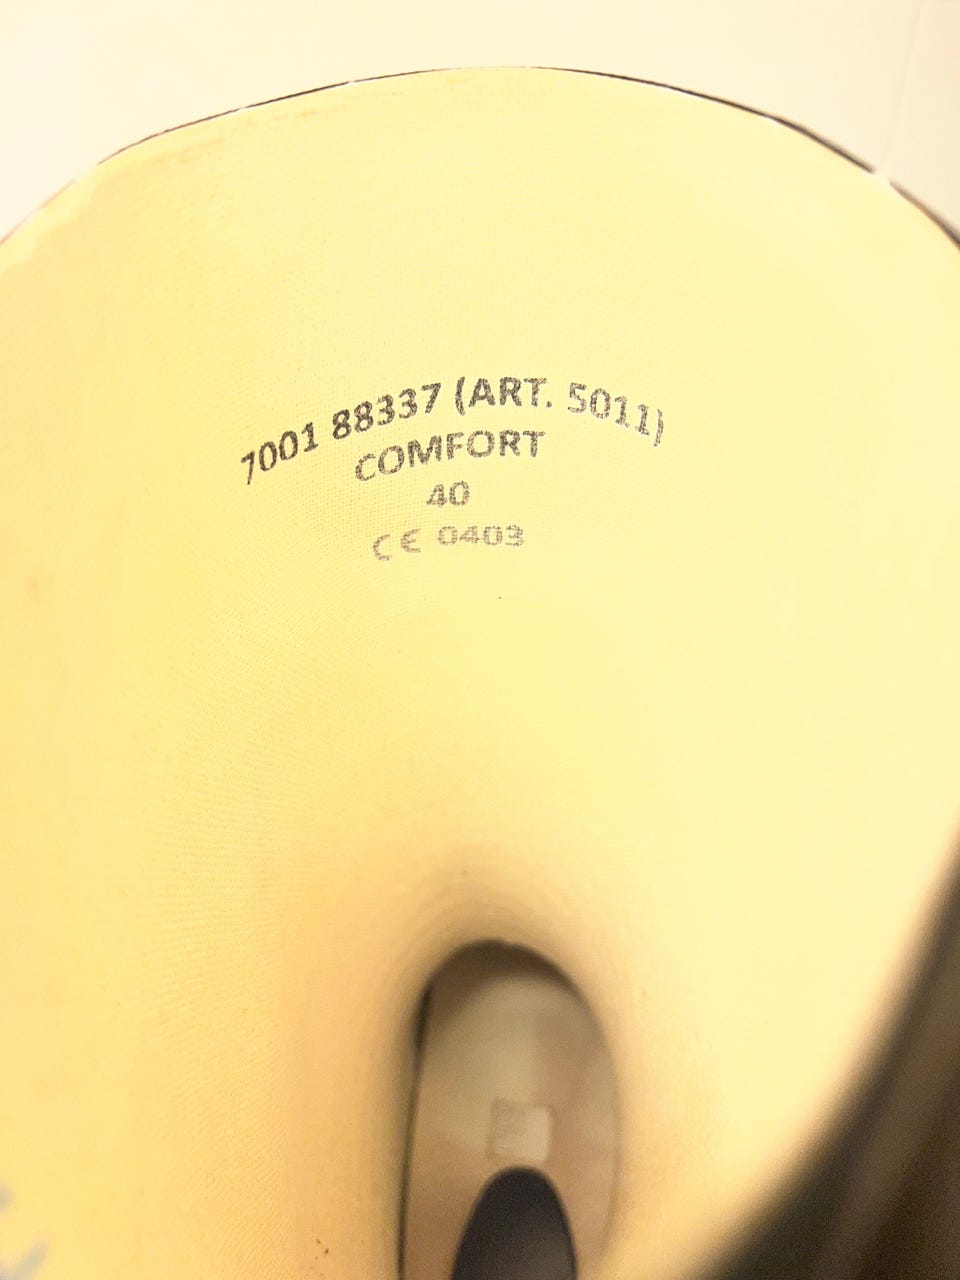 7001 88337 (ART. 5011)
COMFORT
40
CE 0403